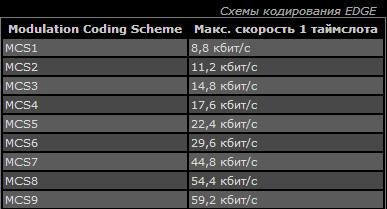 Схемы кодирования EDGE
Modulation Coding Scheme Макс. скорость 1 таймслота
MCS1 8,8 кбит/с
MCS2 11,2 кбит/с
MCS3 14,8 кбит/с
MCS4 17,6 кбит/с
MCS5 22,4 кбит/с
MCS6 29,6 кбит/с
MCS7 44,8 кбит/с
MCS8 54,4 кбит/с
MCS9 59,2 кбит/с